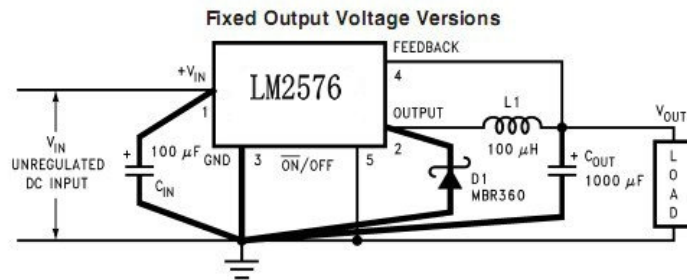 Fixed Output Voltage Versions
FEEDBACK
+VIN
4
LM2576
L1
VOUT
OUTPUT
1
VIN
UNREGULATED
DC INPUT
+
100 µF
CIN
GND
3
ON/OFF
5
2
100 µH
D1
MBR360
+
COUT
1000 µF
LOAD